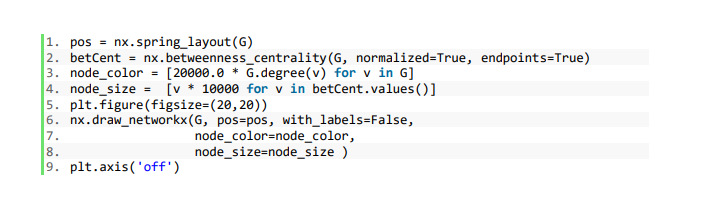 1. pos = nx.spring_layout(G)
2. betCent = nx.betweenness_centrality(G, normalized=True, endpoints=True)
3. node_color = [20000.0 * G.degree(v) for v in G]
4. node_size =  [v * 10000 for v in betCent.values()]
5. plt.figure(figsize=(20,20))
6. nx.draw_networkx(G, pos=pos, with_labels=False,
7.                  node_color=node_color,
8.                  node_size=node_size )
9. plt.axis('off')